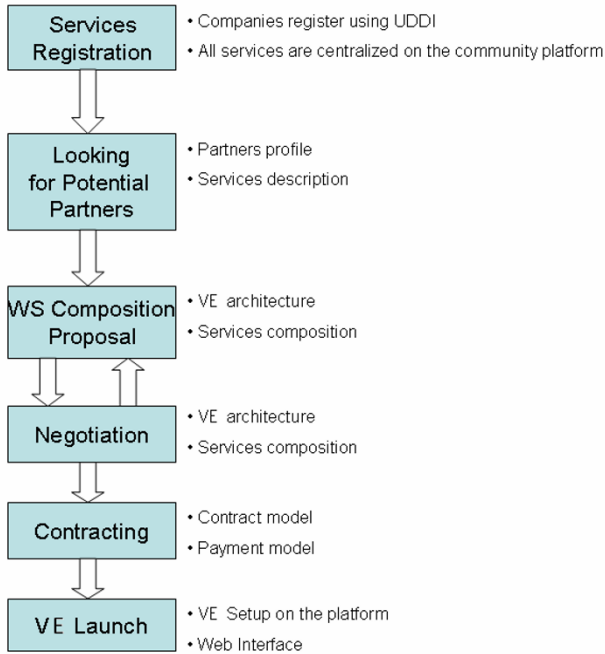 Services
Registration
• Companies register using UDDI
• All services are centralized on the community platform
Looking
for Potential
Partners
• Partners profile
• Services description
WS Composition
Proposal
• VE architecture
• Services composition
Negotiation
• VE architecture
• Services composition
Contracting
• Contract model
• Payment model
VE Launch
• VE Setup on the platform
• Web Interface